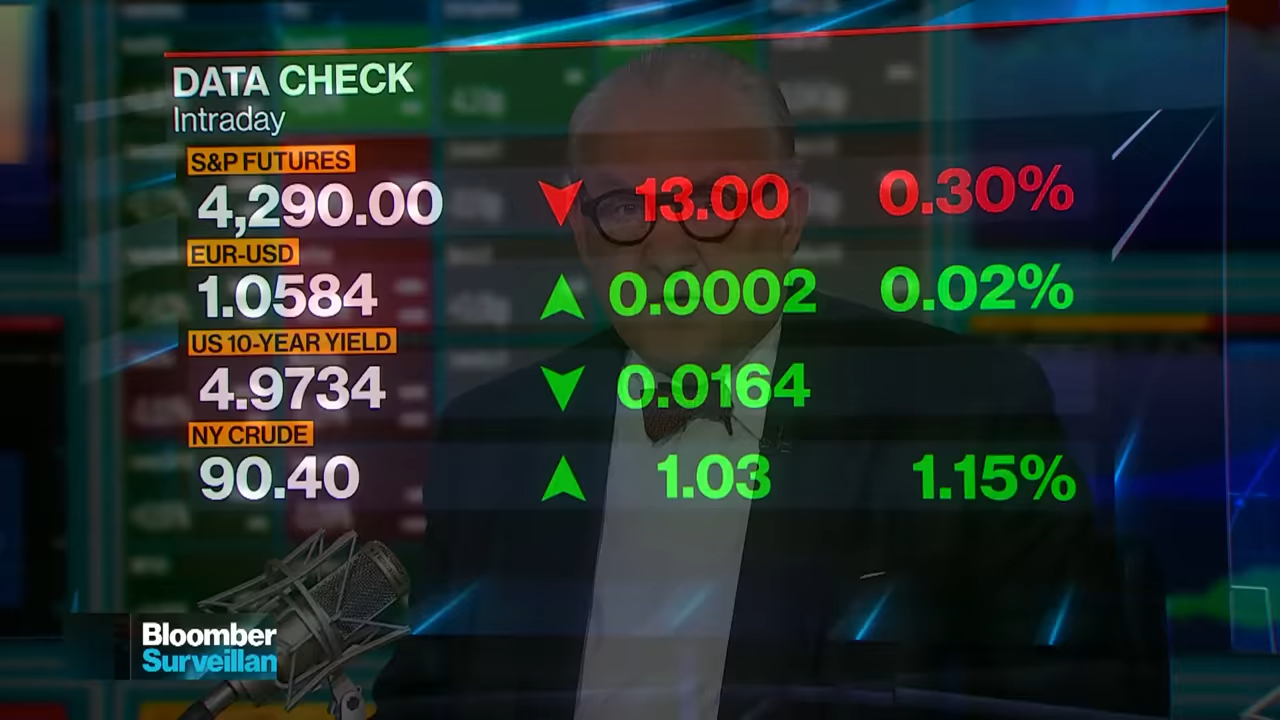 DATA CHECK
Intraday
S&P FUTURES
4,290.00 ▼ 13.00 0.30%
EUR-USD
1.0584 ▲ 0.0002 0.02%
US 10-YEAR YIELD
4.9734 ▼ 0.0164
NY CRUDE
90.40 ▲ 1.03 1.15%
Bloomber
Surveillan